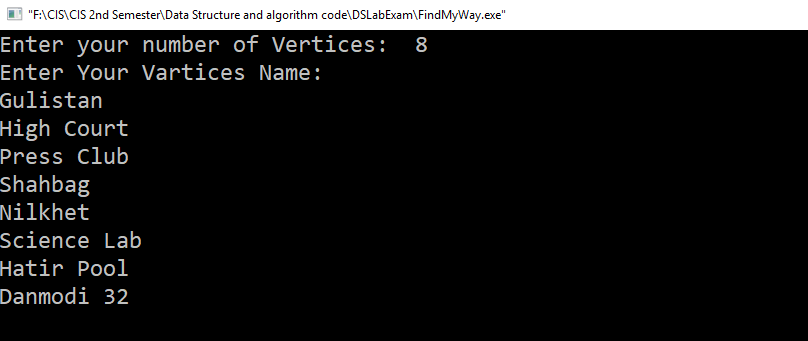 "F:\CIS\CIS 2nd Semester\Data Structure and algorithm code\DSLabExam\FindMyWay.exe"
Enter your number of Vertices:  8
Enter Your Vartices Name:
Gulistan
High Court
Press Club
Shahbag
Nilkhet
Science Lab
Hatir Pool
Danmodi 32